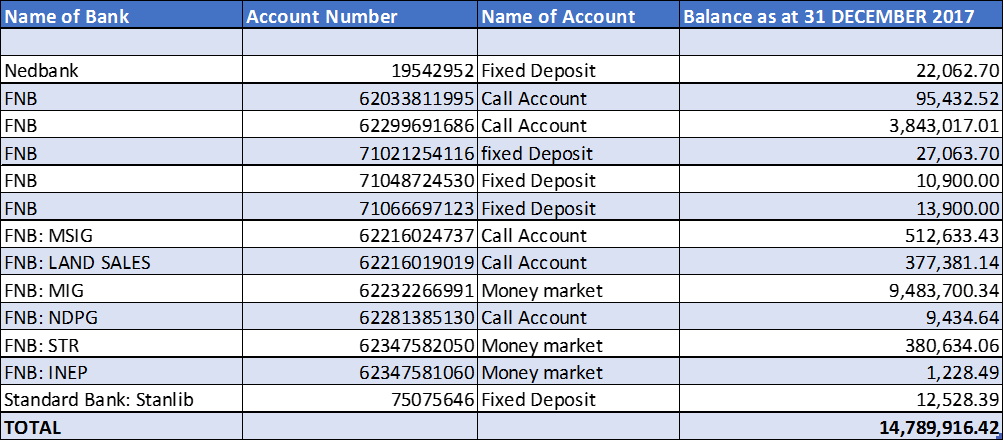 Name of Bank Account Number Name of Account Balance as at 31 DECEMBER 2017
Nedbank 19542952 Fixed Deposit 22,062.70
FNB 62033811995 Call Account 95,432.52
FNB 62299691686 Call Account 3,843,017.01
FNB 71021254116 fixed Deposit 27,063.70
FNB 71048724530 Fixed Deposit 10,900.00
FNB 71066697123 Fixed Deposit 13,900.00
FNB: MSIG 62216024737 Call Account 512,633.43
FNB: LAND SALES 62216019019 Call Account 377,381.14
FNB: MIG 62232266991 Money market 9,483,700.34
FNB: NDPG 62281385130 Call Account 9,434.64
FNB: STR 62347582050 Money market 380,634.06
FNB: INEP 62347581060 Money market 1,228.49
Standard Bank: Stanlib 75075646 Fixed Deposit 12,528.39
TOTAL 14,789,916.42